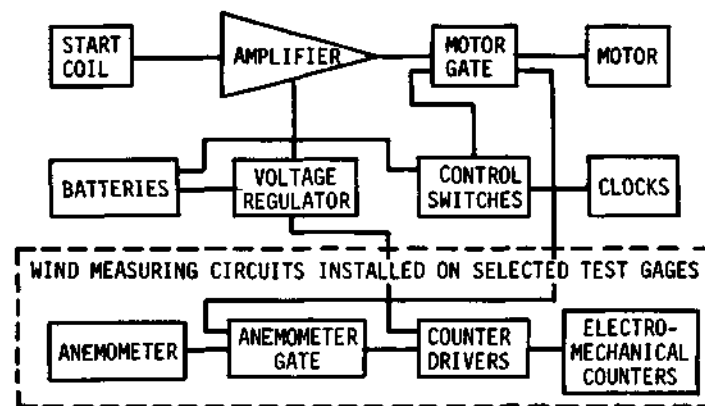 START
COIL
AMPLIFIER
MOTOR
GATE
MOTOR
BATTERIES
VOLTAGE
REGULATOR
CONTROL
SWITCHES
CLOCKS
WIND MEASURING CIRCUITS INSTALLED ON SELECTED TEST GAGES
ANEMOMETER
ANEMOMETER
GATE
COUNTER
DRIVERS
ELECTRO-
MECHANICAL
COUNTERS